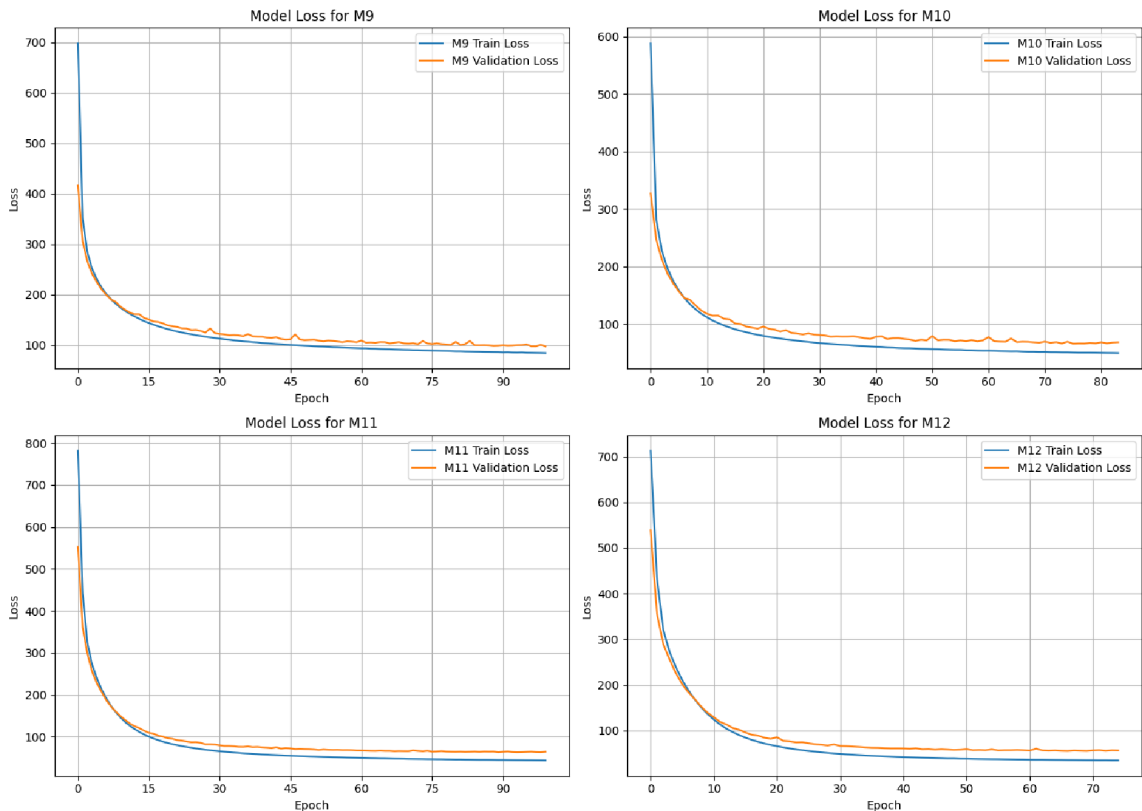 Model Loss for M9
M9 Train Loss
M9 Validation Loss
700
600
500
400
300
200
100
Loss
0 15 30 45 60 75 90
Epoch
Model Loss for M10
M10 Train Loss
M10 Validation Loss
600
500
400
300
200
100
Loss
0 10 20 30 40 50 60 70 80
Epoch
Model Loss for M11
M11 Train Loss
M11 Validation Loss
800
700
600
500
400
300
200
100
Loss
0 15 30 45 60 75 90
Epoch
Model Loss for M12
M12 Train Loss
M12 Validation Loss
700
600
500
400
300
200
100
Loss
0 10 20 30 40 50 60 70
Epoch